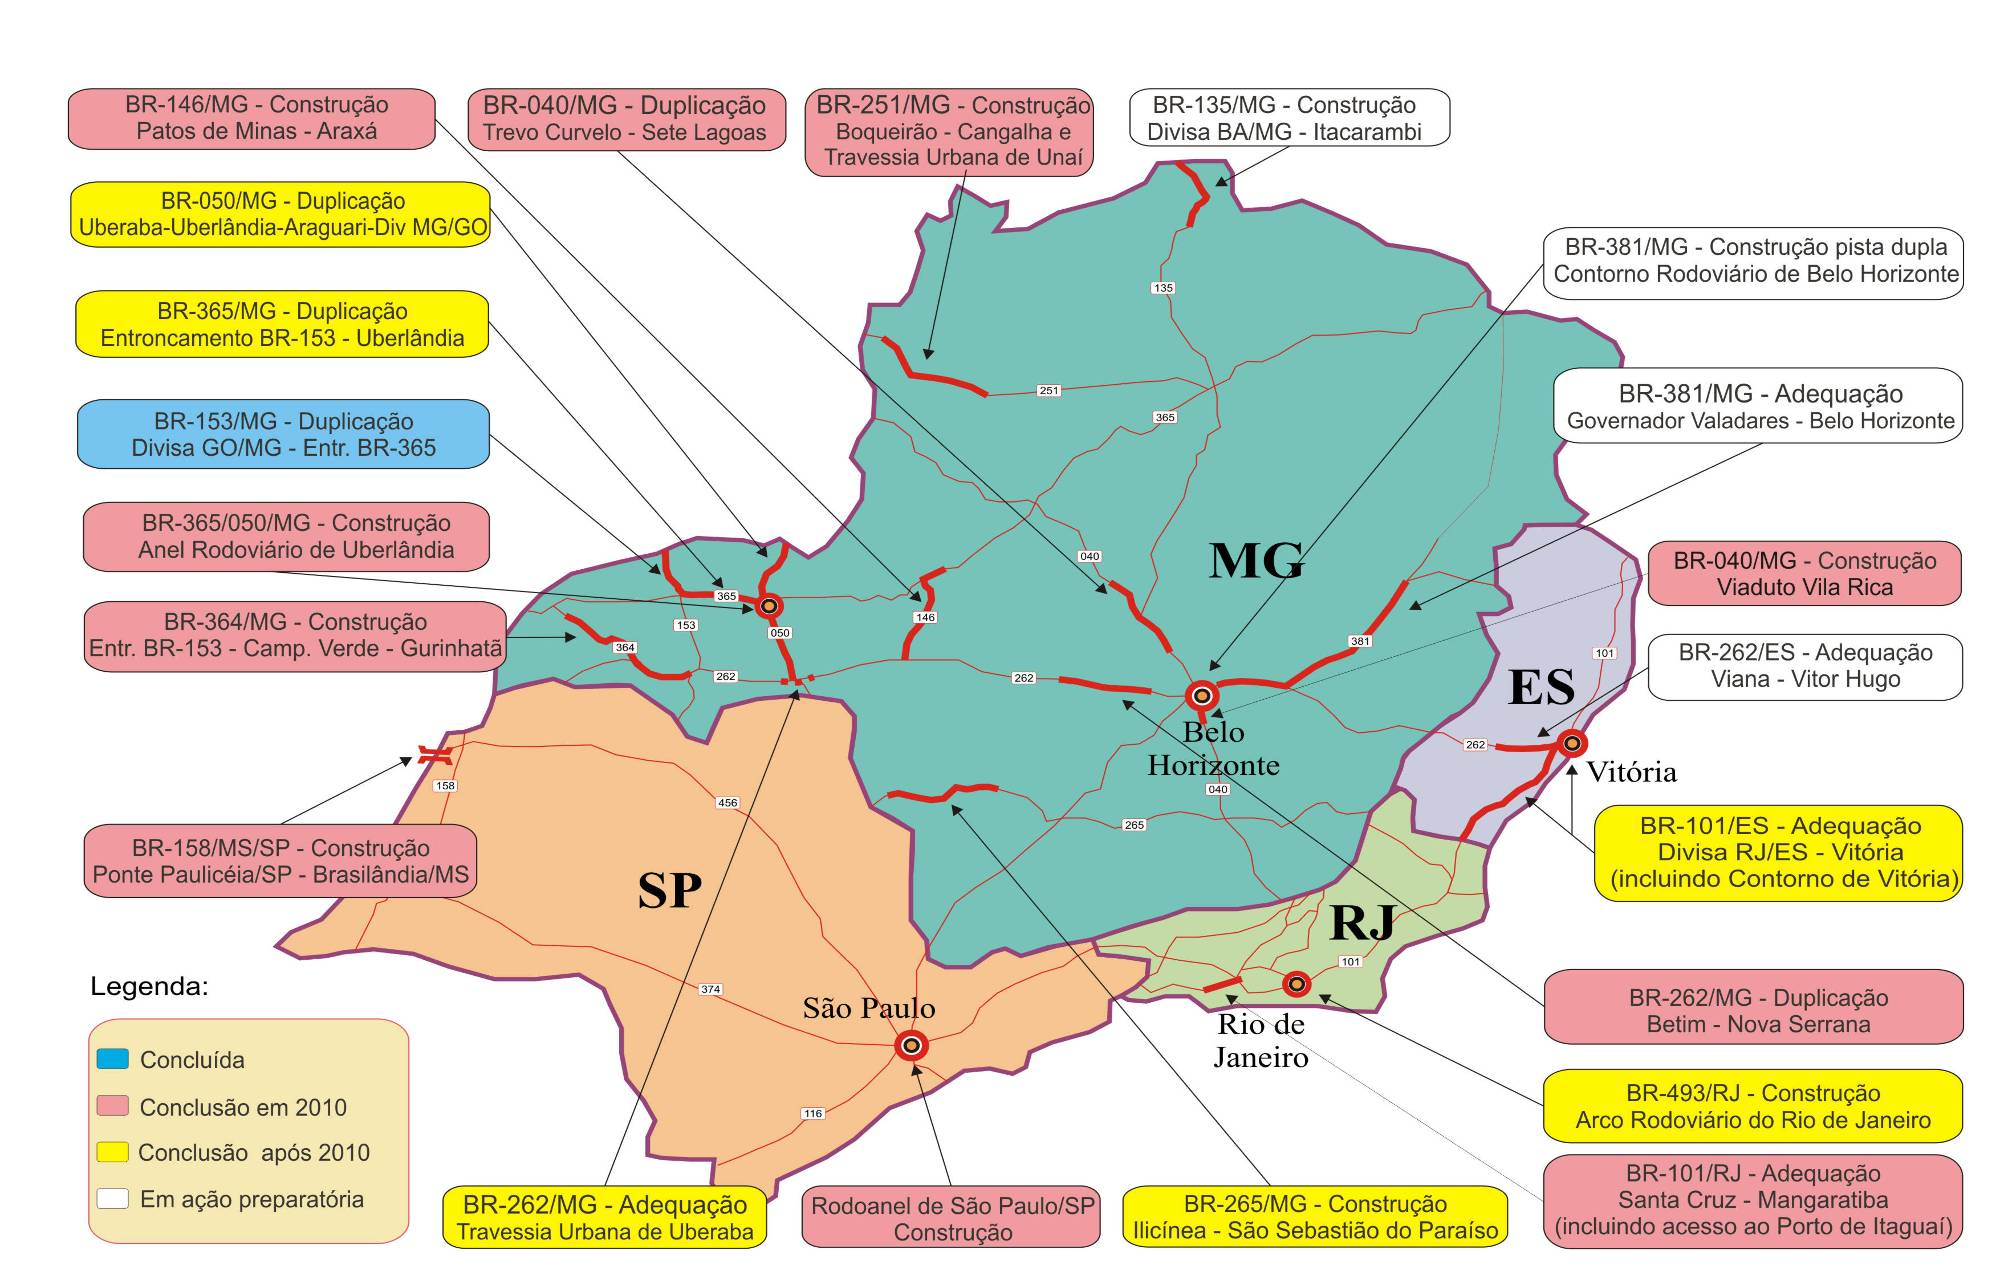 BR-146/MG - Construção
Patos de Minas - Araxá
BR-040/MG - Duplicação
Trevo Curvelo - Sete Lagoas
BR-251/MG - Construção
Boqueirão - Cangalha e
Travessia Urbana de Unaí
BR-135/MG - Construção
Divisa BA/MG - Itacarambi
BR-050/MG - Duplicação
Uberaba-Uberlândia-Araguari-Div MG/GO
BR-381/MG - Construção pista dupla
Contorno Rodoviário de Belo Horizonte
BR-365/MG - Duplicação
Entroncamento BR-153 - Uberlândia
BR-381/MG - Adequação
Governador Valadares - Belo Horizonte
BR-153/MG - Duplicação
Divisa GO/MG - Entr. BR-365
BR-365/050/MG - Construção
Anel Rodoviário de Uberlândia
BR-040/MG - Construção
Viaduto Vila Rica
BR-364/MG - Construção
Entr. BR-153 - Camp. Verde - Gurinhatã
BR-262/ES - Adequação
Viana - Vitor Hugo
135
251
365
040
MG
365
146
153
050
364
381
101
262
262
ES
Belo
Horizonte
262
Vitória
158
456
040
265
BR-158/MS/SP - Construção
Ponte Paulicéia/SP - Brasilândia/MS
BR-101/ES - Adequação
Divisa RJ/ES - Vitória
(incluindo Contorno de Vitória)
SP
RJ
101
374
São Paulo
Rio de
Janeiro
116
BR-262/MG - Duplicação
Betim - Nova Serrana
BR-493/RJ - Construção
Arco Rodoviário do Rio de Janeiro
BR-101/RJ - Adequação
Santa Cruz - Mangaratiba
(incluindo acesso ao Porto de Itaguaí)
Legenda:
Concluída
Conclusão em 2010
Conclusão  após 2010
Em ação preparatória
BR-262/MG - Adequação
Travessia Urbana de Uberaba
Rodoanel de São Paulo/SP
Construção
BR-265/MG - Construção
Ilicínea - São Sebastião do Paraíso